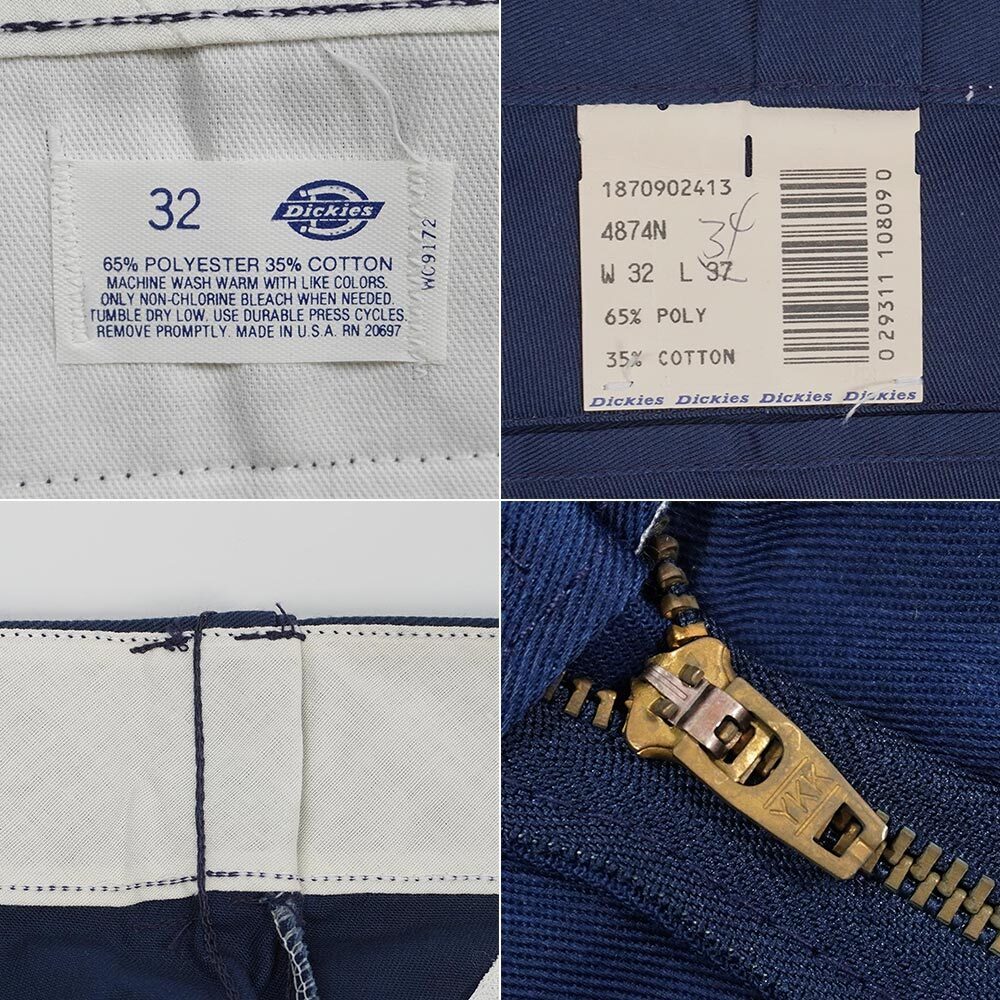 32
Dickies
65% POLYESTER 35% COTTON
MACHINE WASH WARM WITH LIKE COLORS.
ONLY NON-CHLORINE BLEACH WHEN NEEDED.
TUMBLE DRY LOW. USE DURABLE PRESS CYCLES
REMOVE PROMPTLY. MADE IN U.S.A. RN 20697
WC9172
1870902413
4874N
34
W 32 L 32
65% POLY
35% COTTON
0 29311 10809 0
Dickies Dickies Dickies Dickies
YKK